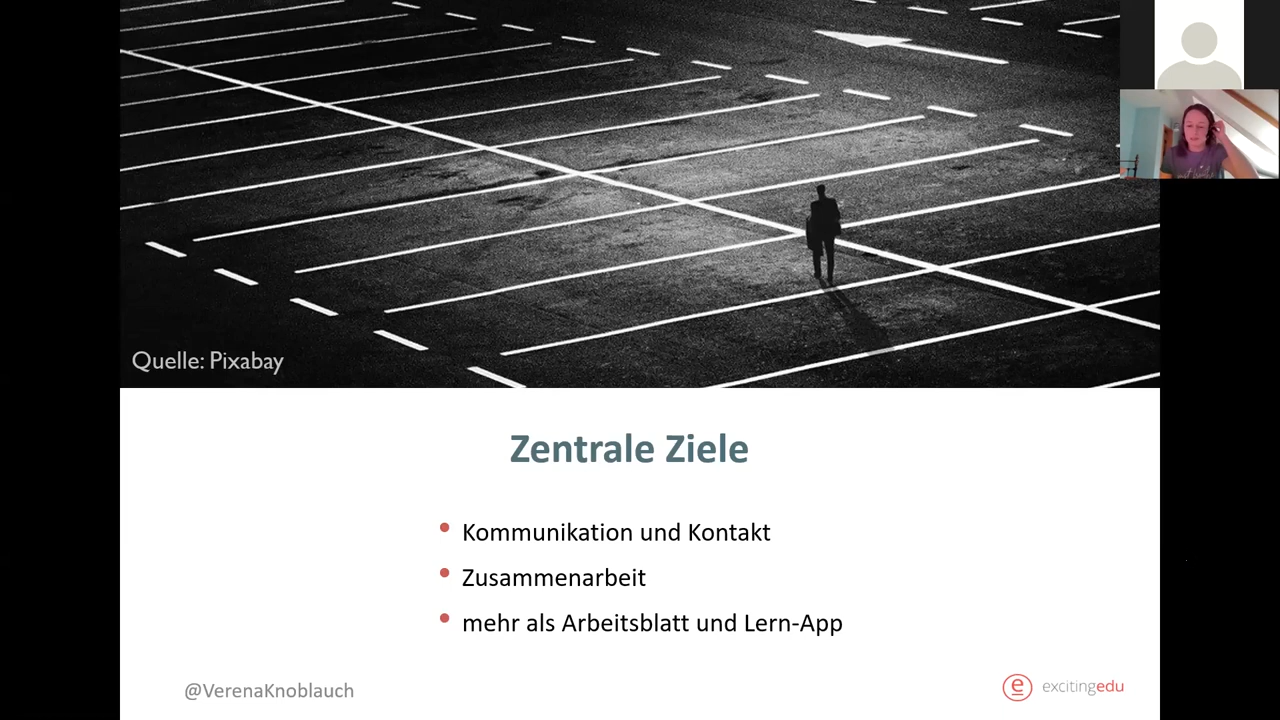 Quelle: Pixabay
Zentrale Ziele
Kommunikation und Kontakt
Zusammenarbeit
mehr als Arbeitsblatt und Lern-App
@VerenaKnoblauch
e excitingedu